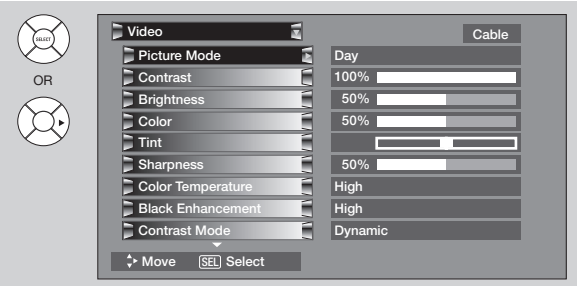 SELECT
OR
Video Cable
Picture Mode Day
Contrast 100%
Brightness 50%
Color 50%
Tint
Sharpness 50%
Color Temperature High
Black Enhancement High
Contrast Mode Dynamic
Move SEL Select